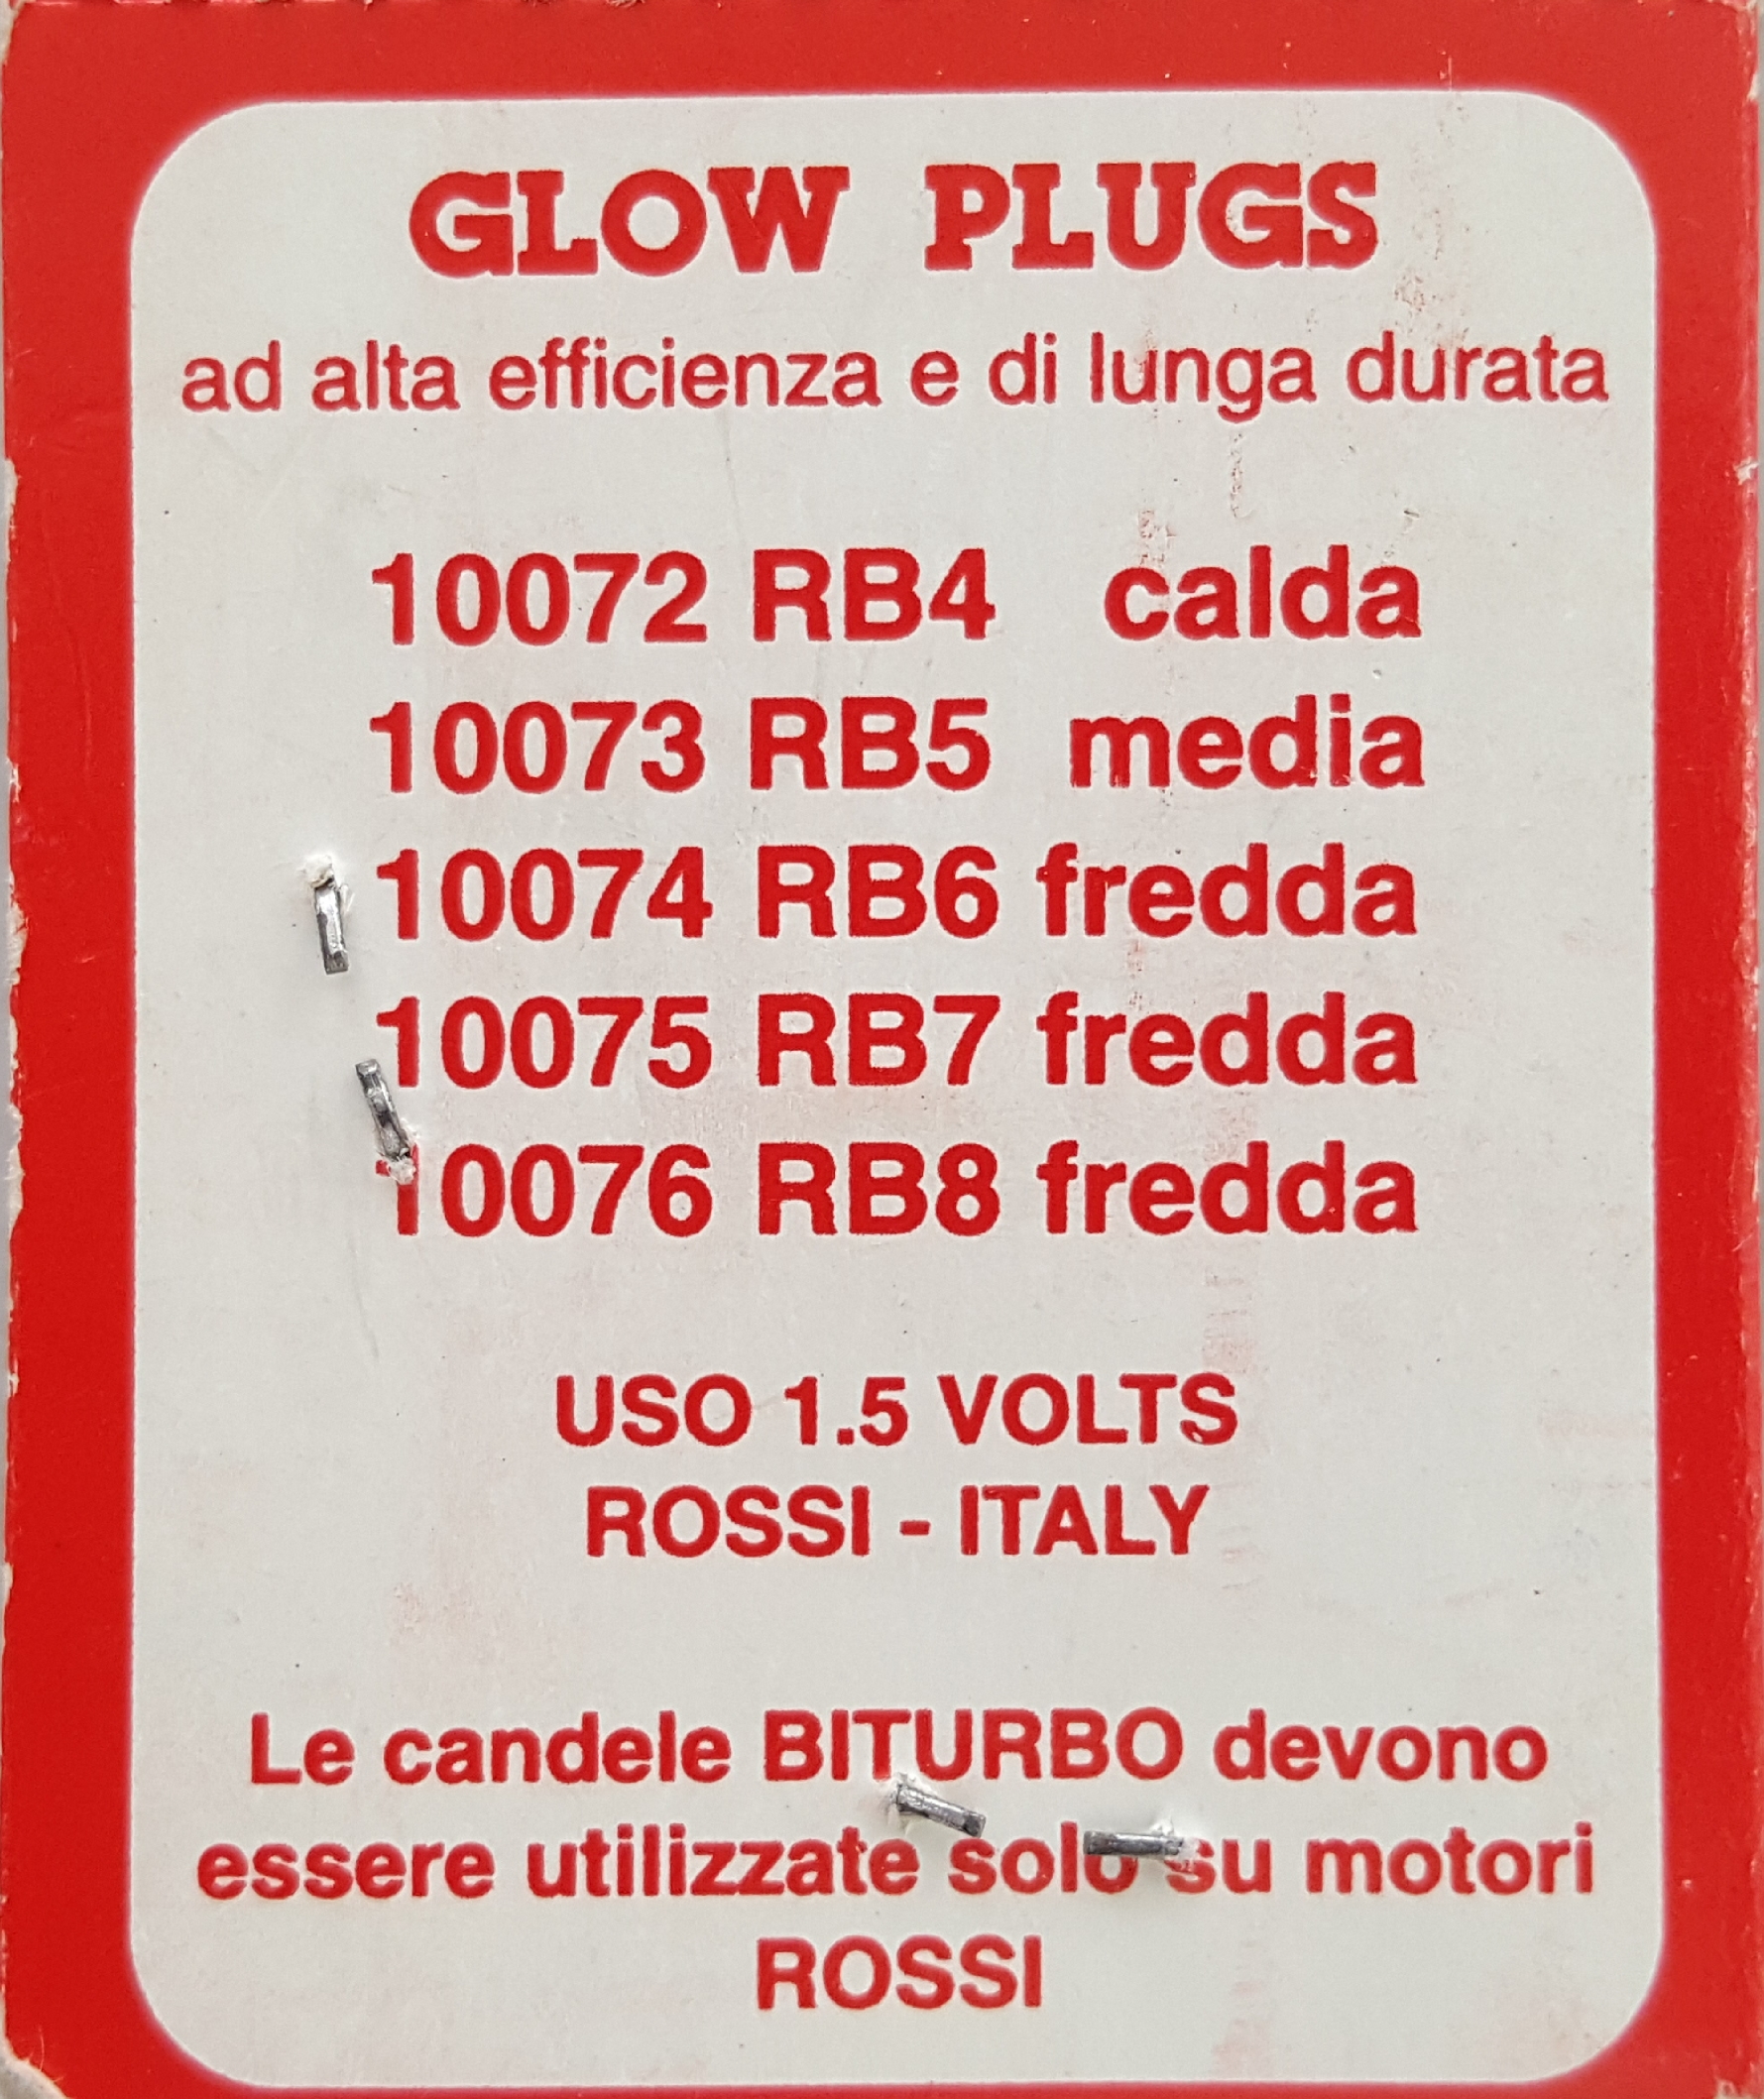 GLOW PLUGS
ad alta efficienza e di lunga durata
10072 RB4 calda
10073 RB5 media
10074 RB6 fredda
10075 RB7 fredda
10076 RB8 fredda
USO 1.5 VOLTS
ROSSI - ITALY
Le candele BITURBO devono
essere utilizzate solo su motori
ROSSI